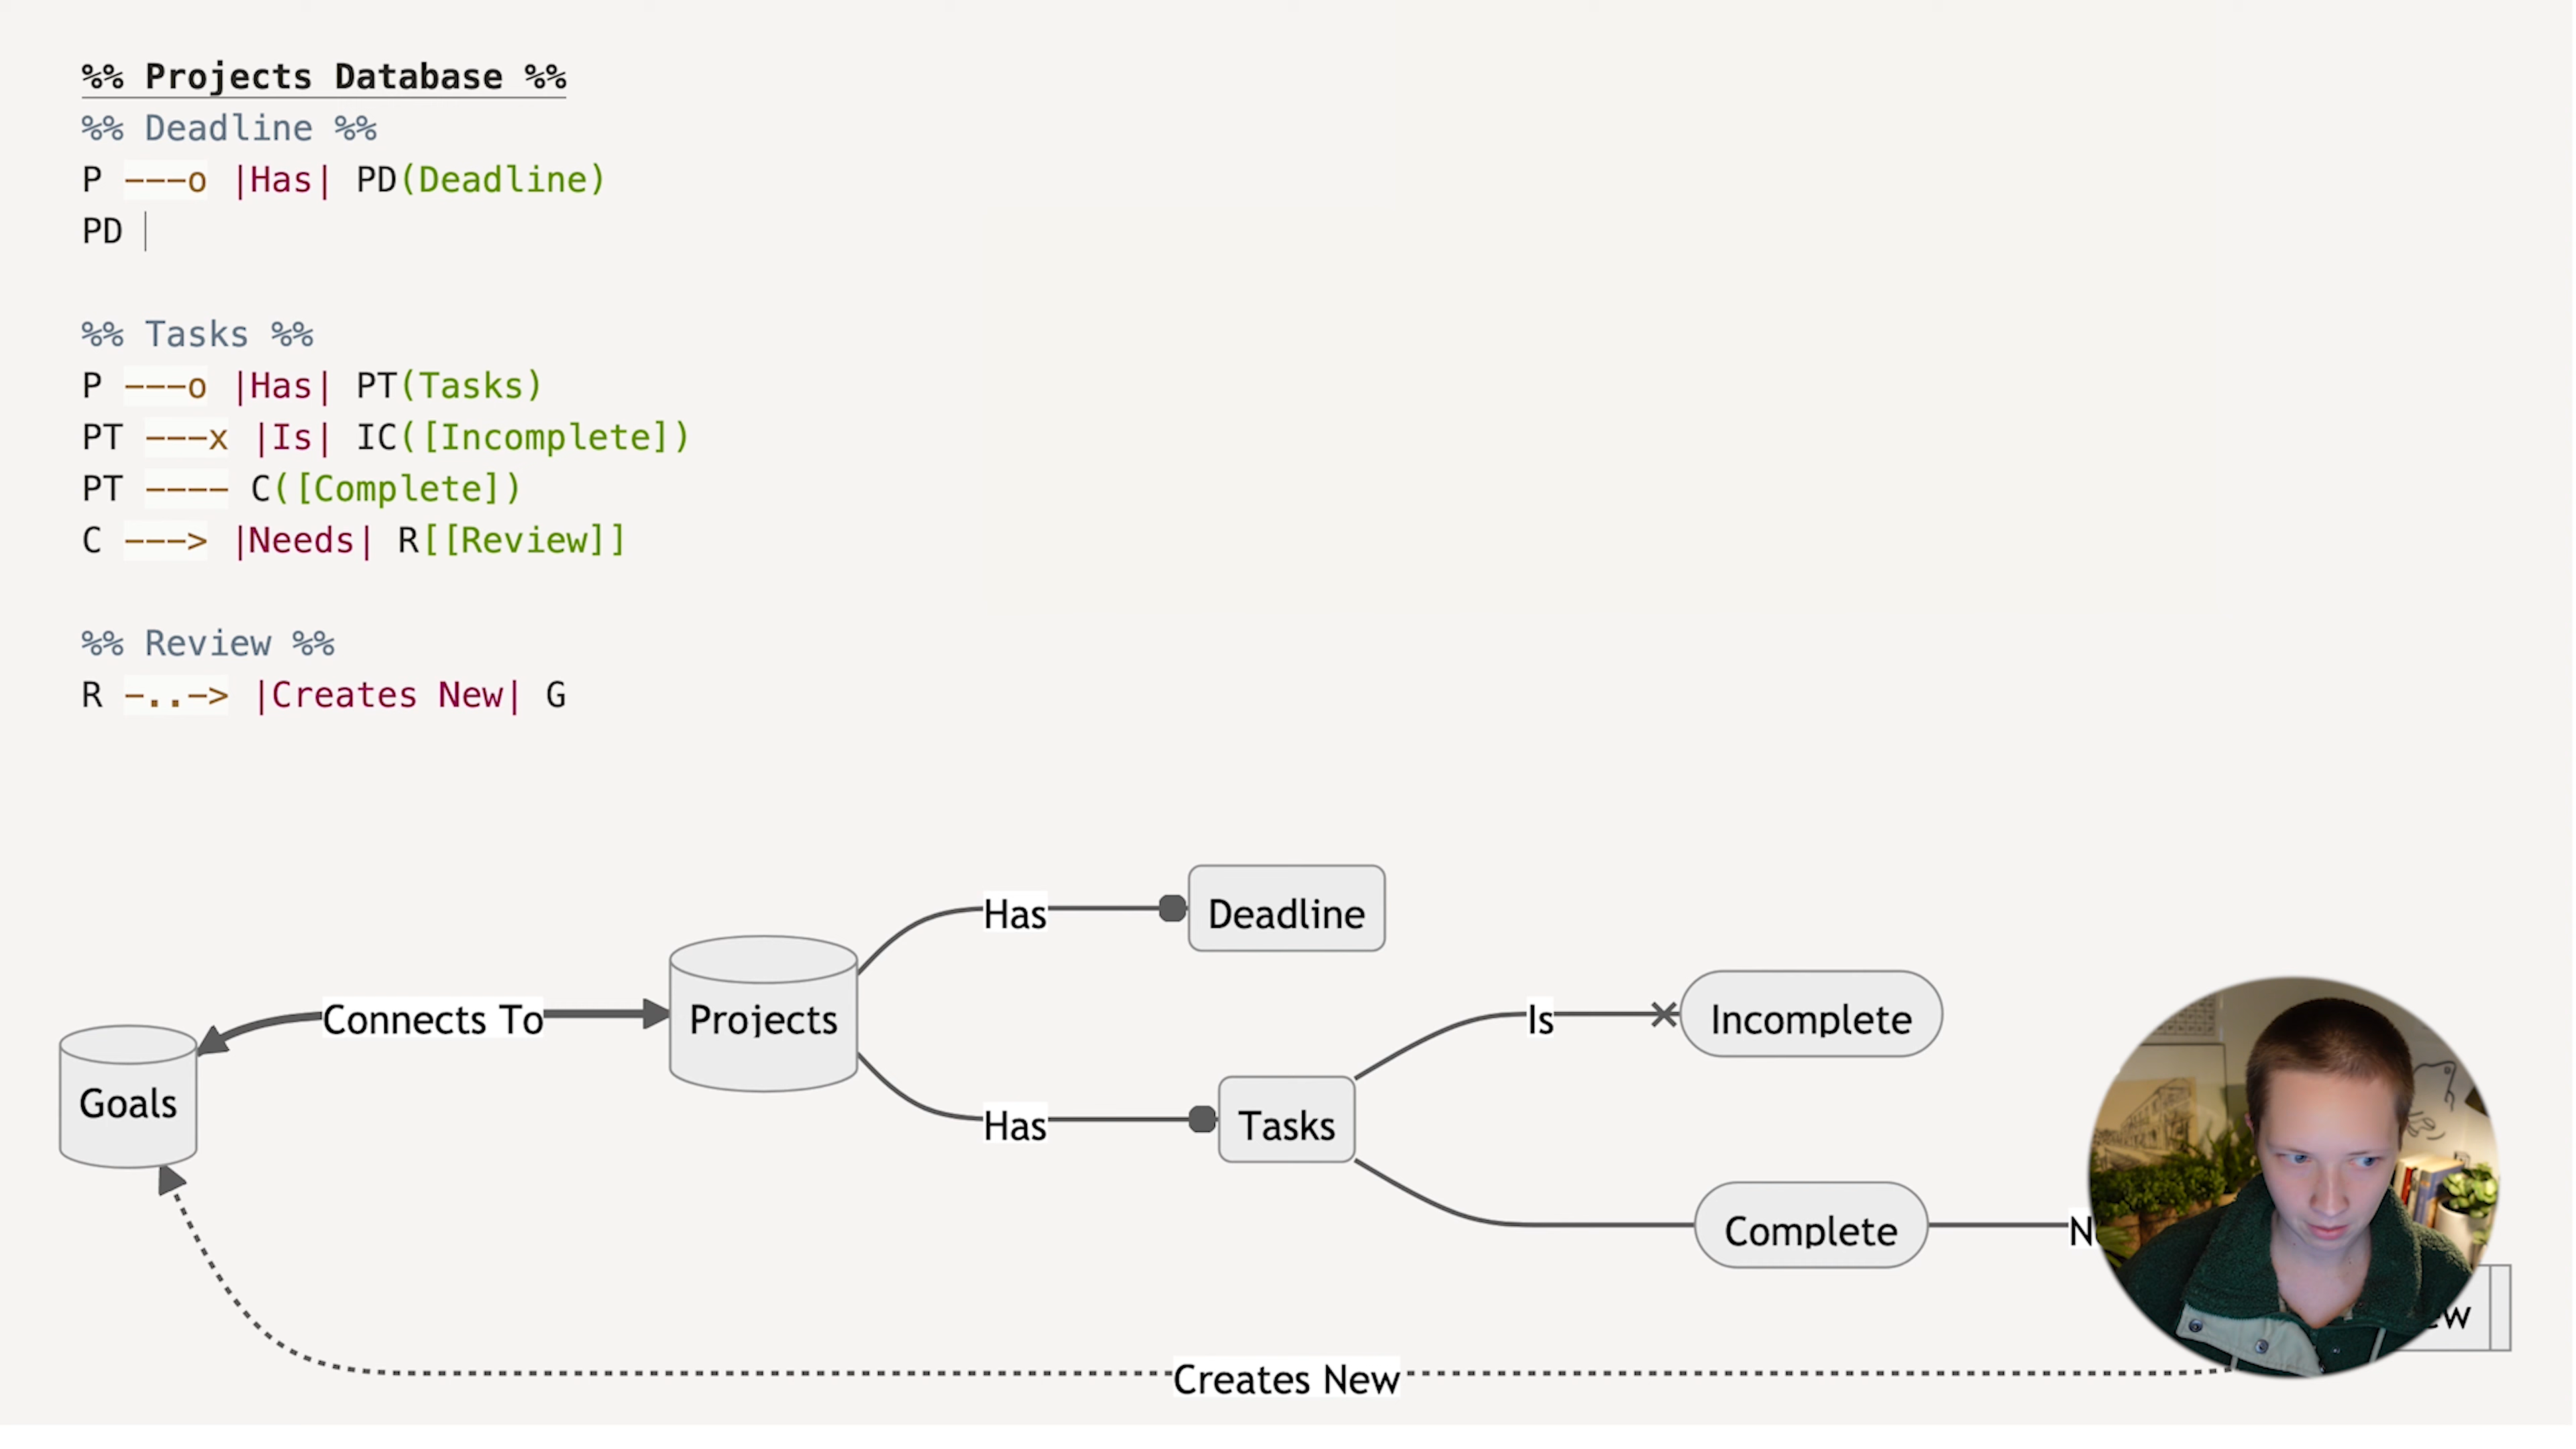 %% Projects Database %%
%% Deadline %%
P ---o |Has| PD(Deadline)
PD
%% Tasks %%
P ---o |Has| PT(Tasks)
PT ---x |Is| IC([Incomplete])
PT ---- C([Complete])
C ---> |Needs| R[[Review]]
%% Review %%
R -..-> |Creates New| G
Has
Deadline
Connects To
Projects
Is
Incomplete
Goals
Has
Tasks
Complete
Creates New